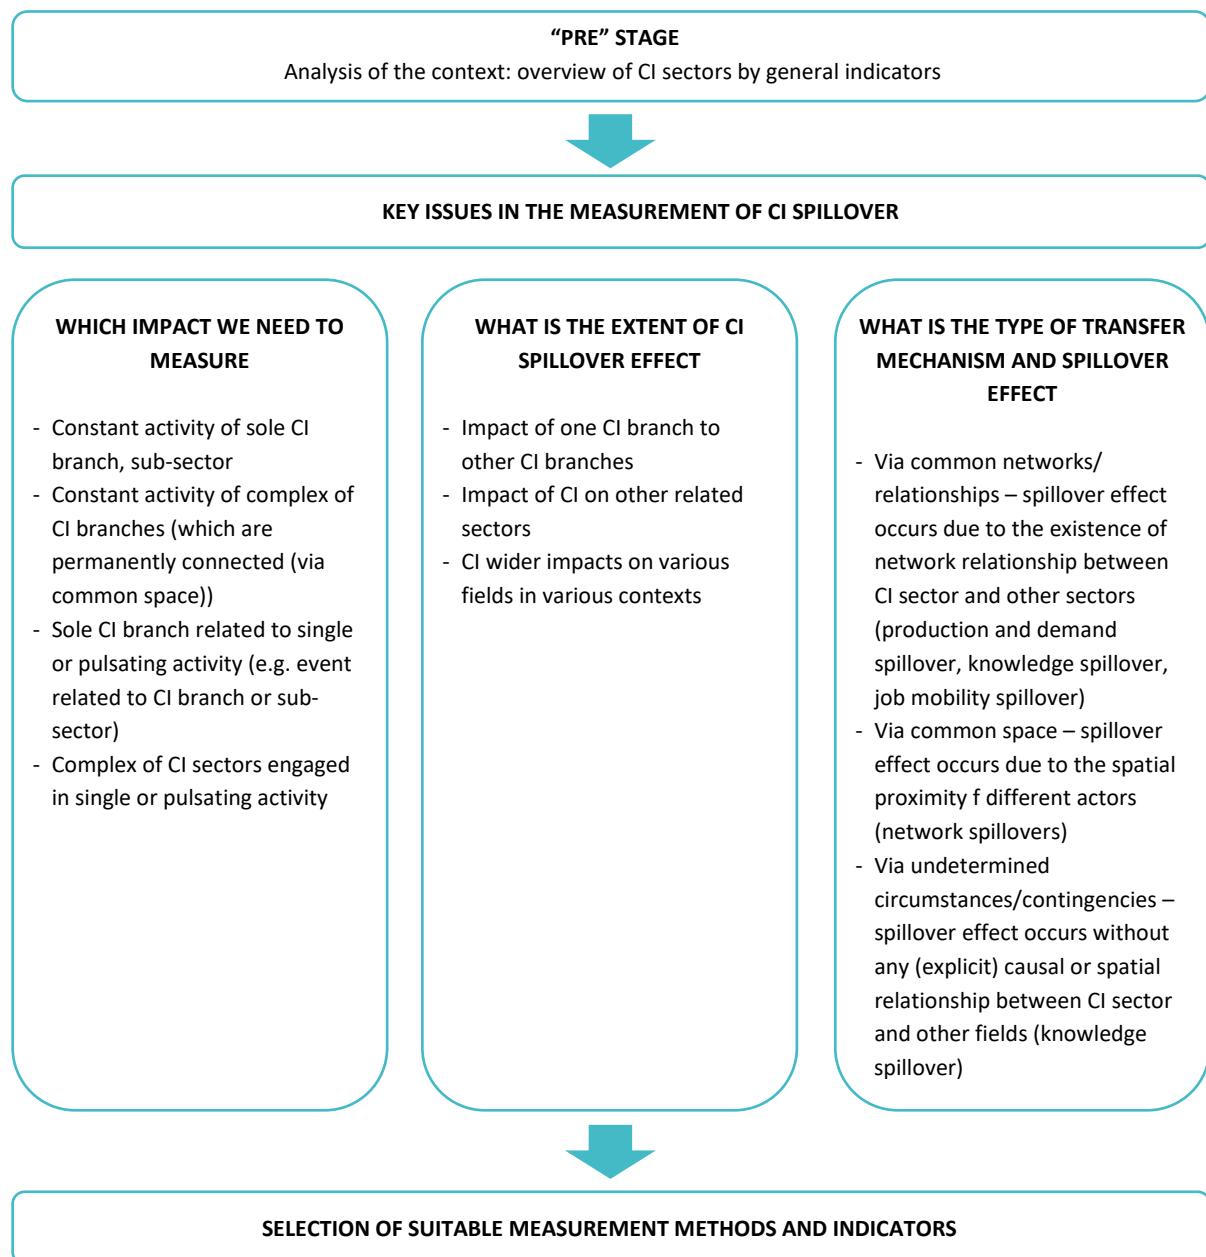 “PRE” STAGE
Analysis of the context: overview of CI sectors by general indicators
KEY ISSUES IN THE MEASUREMENT OF CI SPILLOVER
WHICH IMPACT WE NEED TO
MEASURE
- Constant activity of sole CI
branch, sub-sector
- Constant activity of complex of
CI branches (which are
permanently connected (via
common space))
- Sole CI branch related to single
or pulsating activity (e.g. event
related to CI branch or sub-
sector)
- Complex of CI sectors engaged
in single or pulsating activity
WHAT IS THE EXTENT OF CI
SPILLOVER EFFECT
- Impact of one CI branch to
other CI branches
- Impact of CI on other related
sectors
- CI wider impacts on various
fields in various contexts
WHAT IS THE TYPE OF TRANSFER
MECHANISM AND SPILLOVER
EFFECT
- Via common networks/
relationships – spillover effect
occurs due to the existence of
network relationship between
CI sector and other sectors
(production and demand
spillover, knowledge spillover,
job mobility spillover)
- Via common space – spillover
effect occurs due to the spatial
proximity f different actors
(network spillovers)
- Via undetermined
circumstances/contingencies –
spillover effect occurs without
any (explicit) causal or spatial
relationship between CI sector
and other fields (knowledge
spillover)
SELECTION OF SUITABLE MEASUREMENT METHODS AND INDICATORS